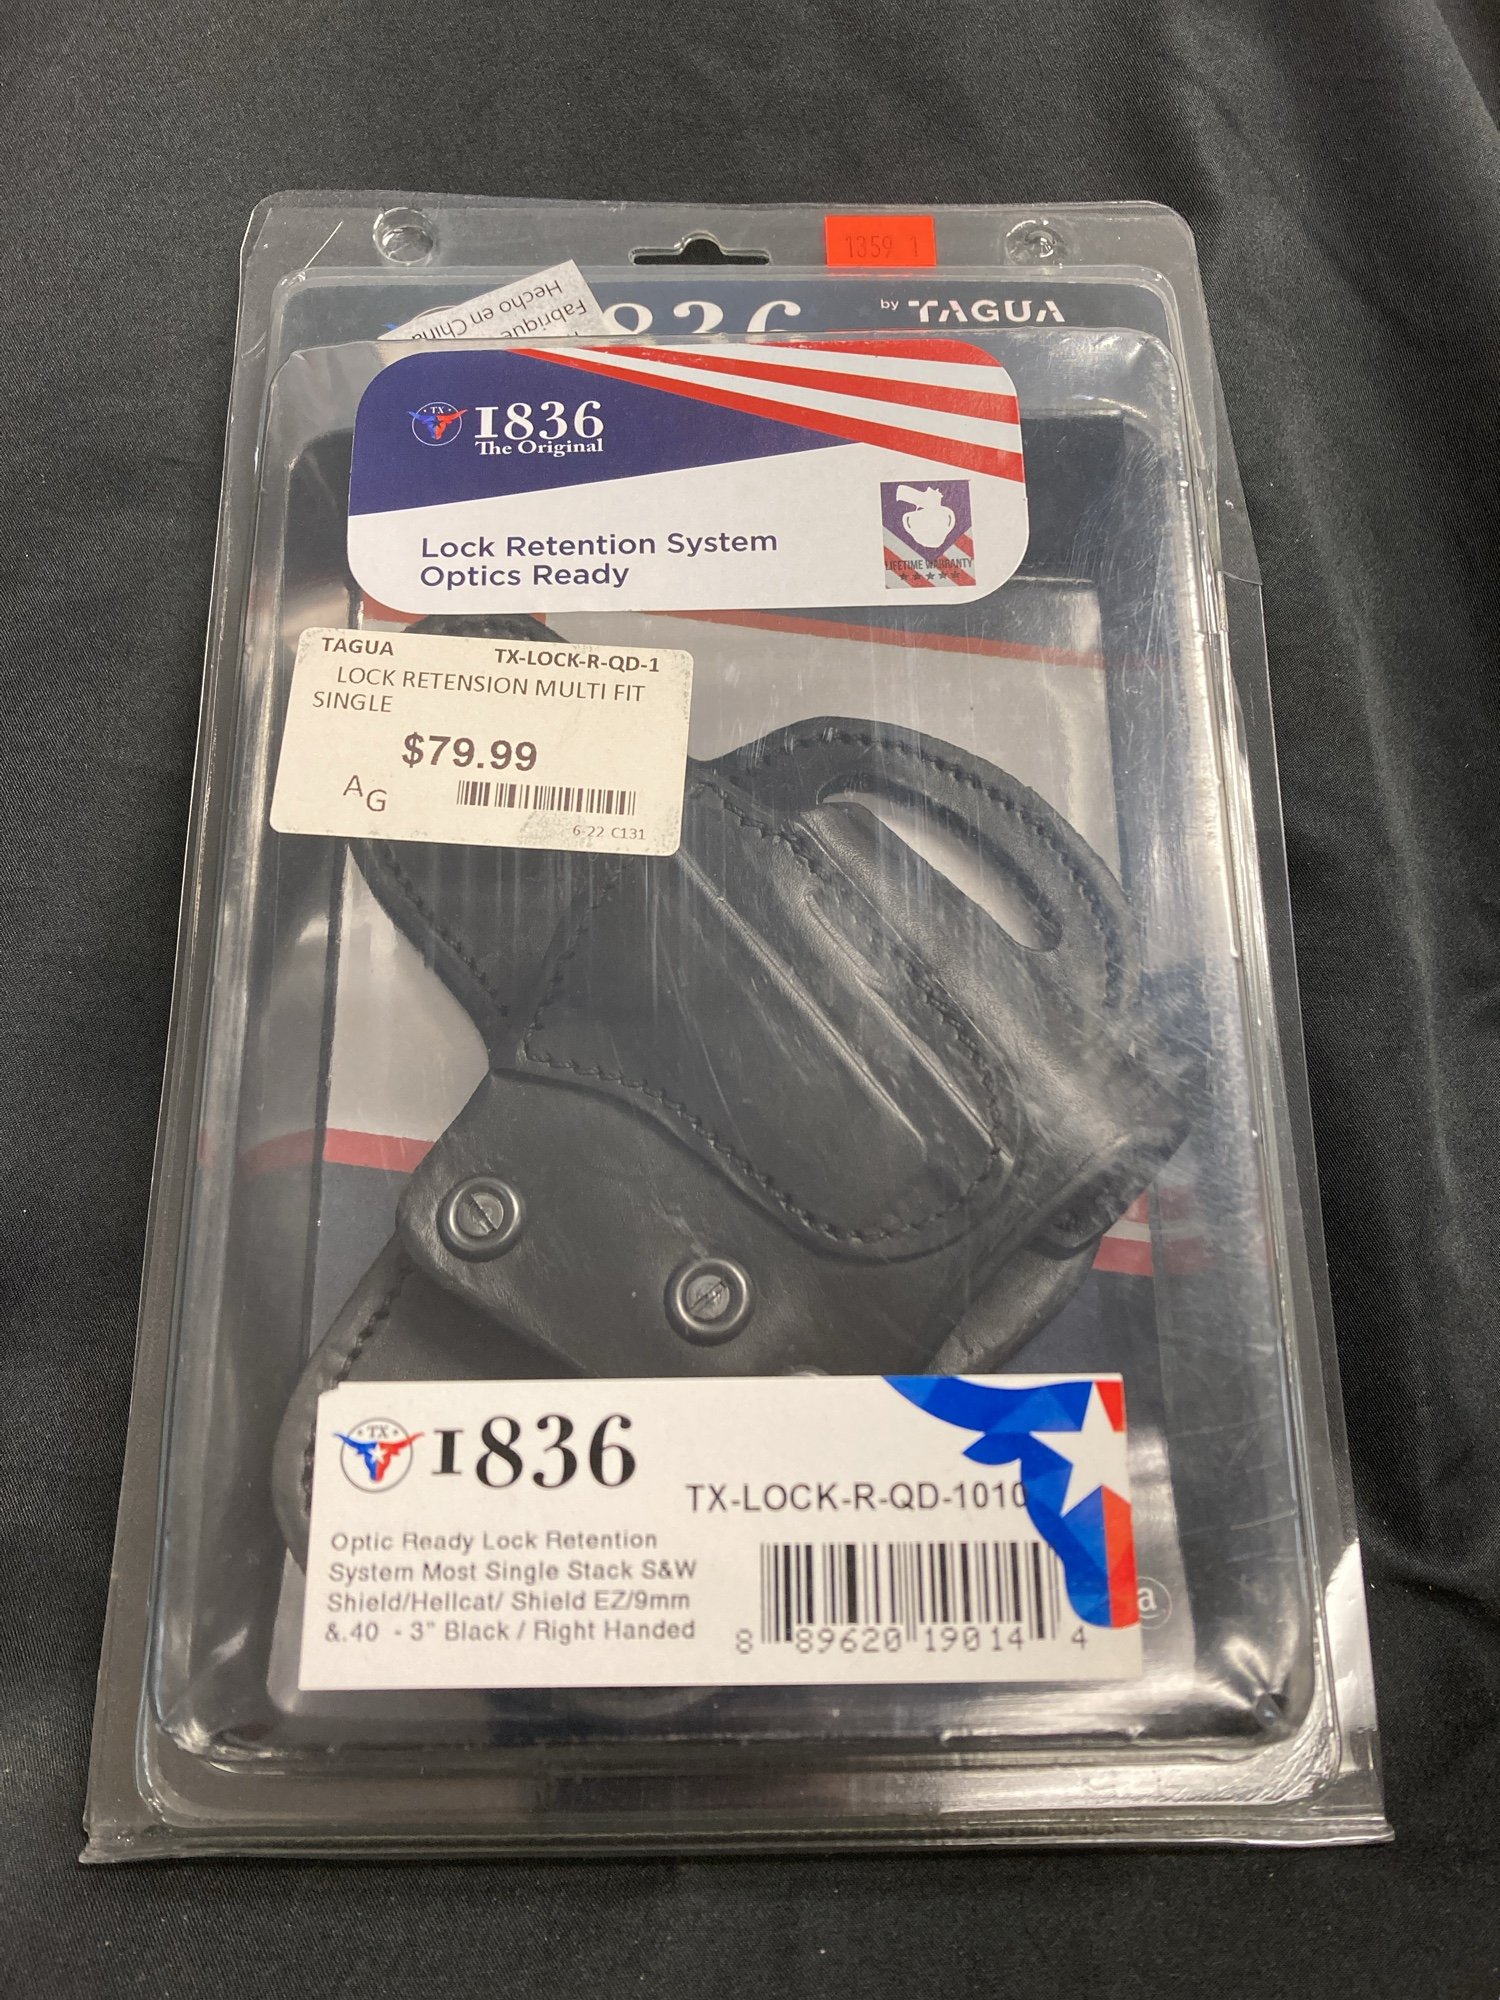 1359 1
Hecho en China
Fabrique
1836
by TAGUA
TX
1836
The Original
Lock Retention System
Optics Ready
LIFETIME WARRANTY
TAGUA TX-LOCK-R-QD-1
LOCK RETENSION MULTI FIT
SINGLE
$79.99
AG
6-22 C131
TX
1836
TX-LOCK-R-QD-1010
Optic Ready Lock Retention
System Most Single Stack S&W
Shield/Hellcat/ Shield EZ/9mm
&.40 - 3" Black / Right Handed
8 89620 19014 4
a